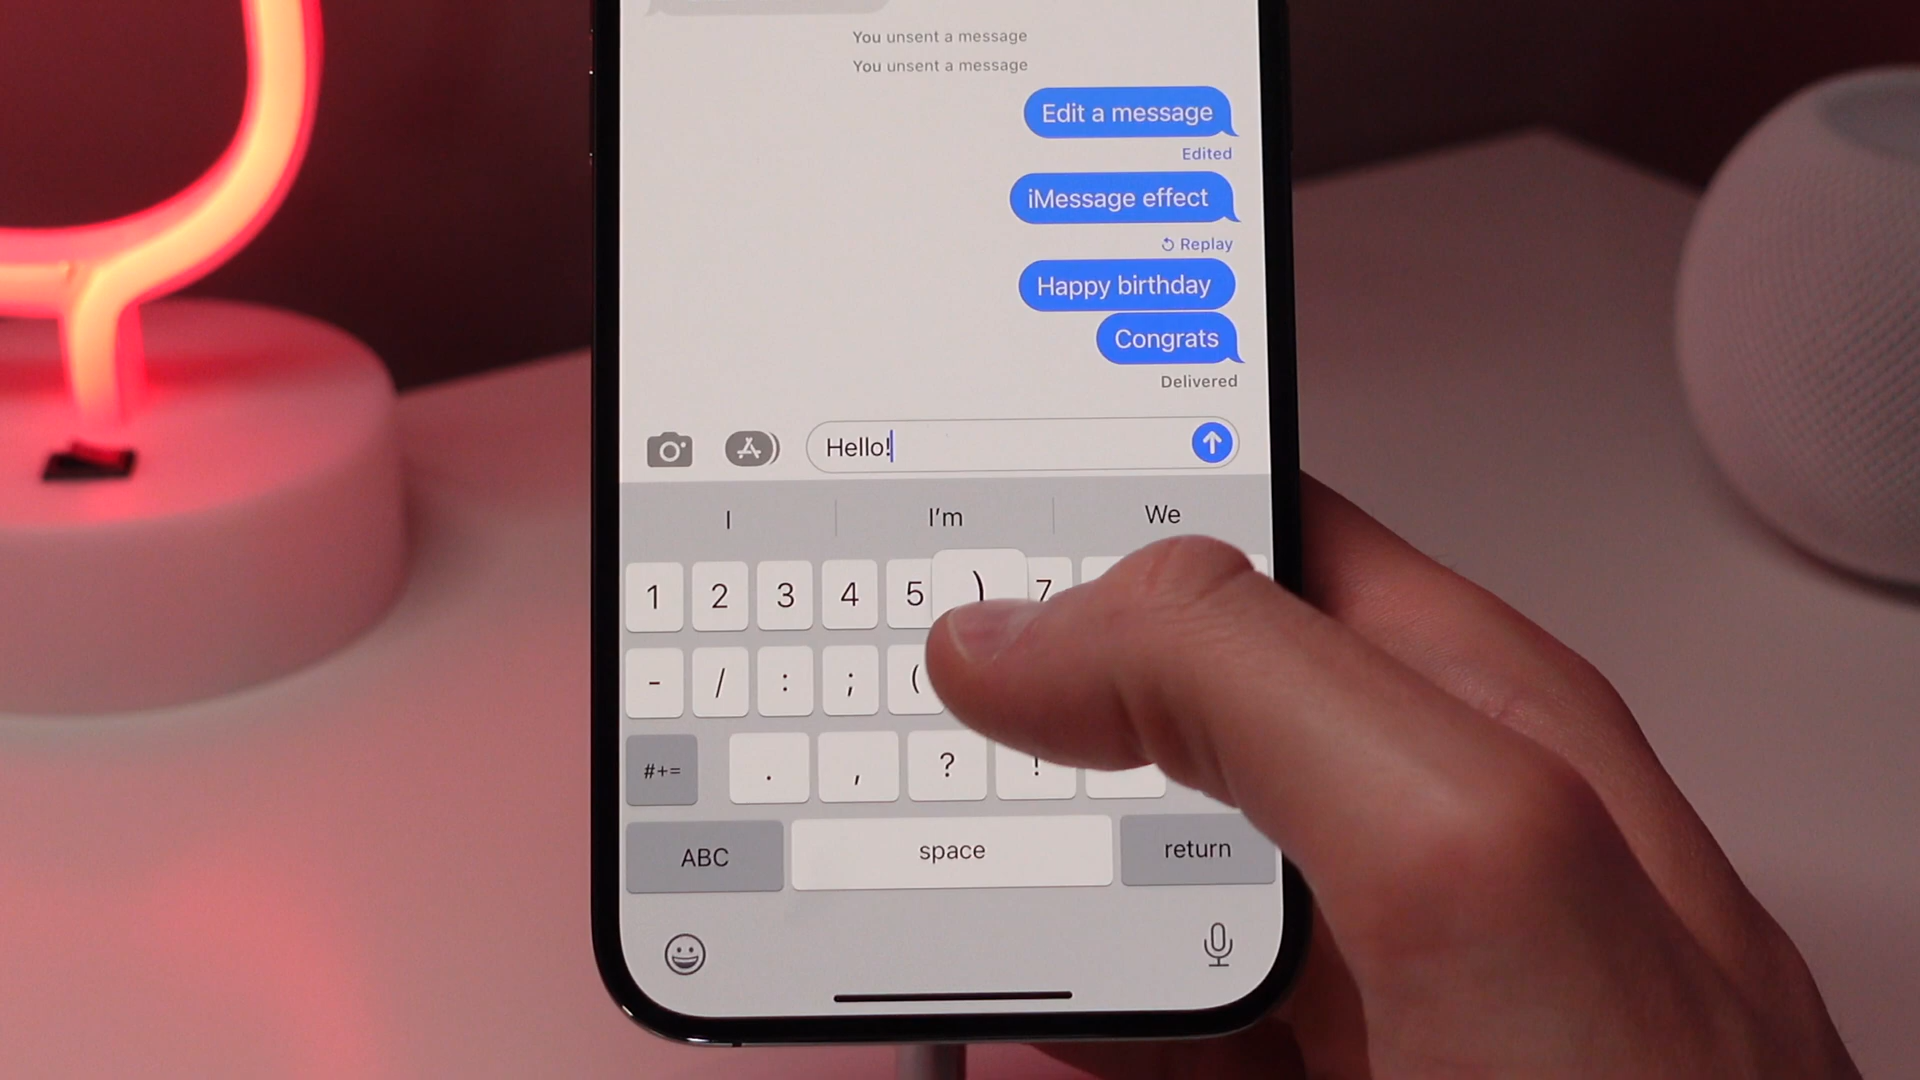 You unsent a message
You unsent a message
Edit a message
Edited
iMessage effect
Replay
Happy birthday
Congrats
Delivered
Hello!
I I'm We
1 2 3 4 5 ) 7
- / : ; (
#+= . , ? !
ABC space return